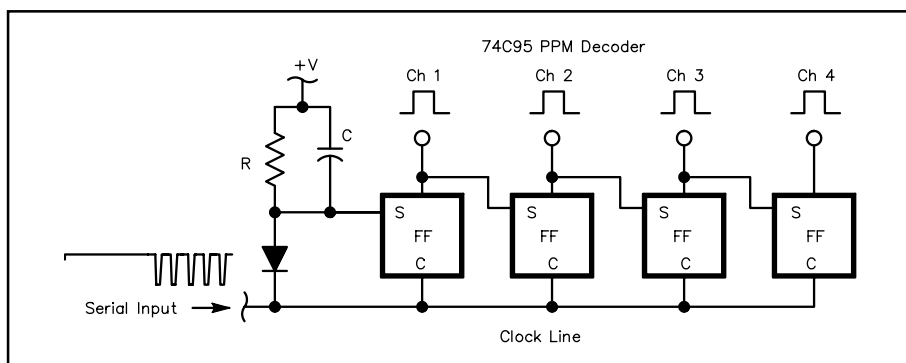 74C95 PPM Decoder
+V
Ch 1
Ch 2
Ch 3
Ch 4
C
R
S
FF
C
S
FF
C
S
FF
C
S
FF
C
Serial Input
Clock Line